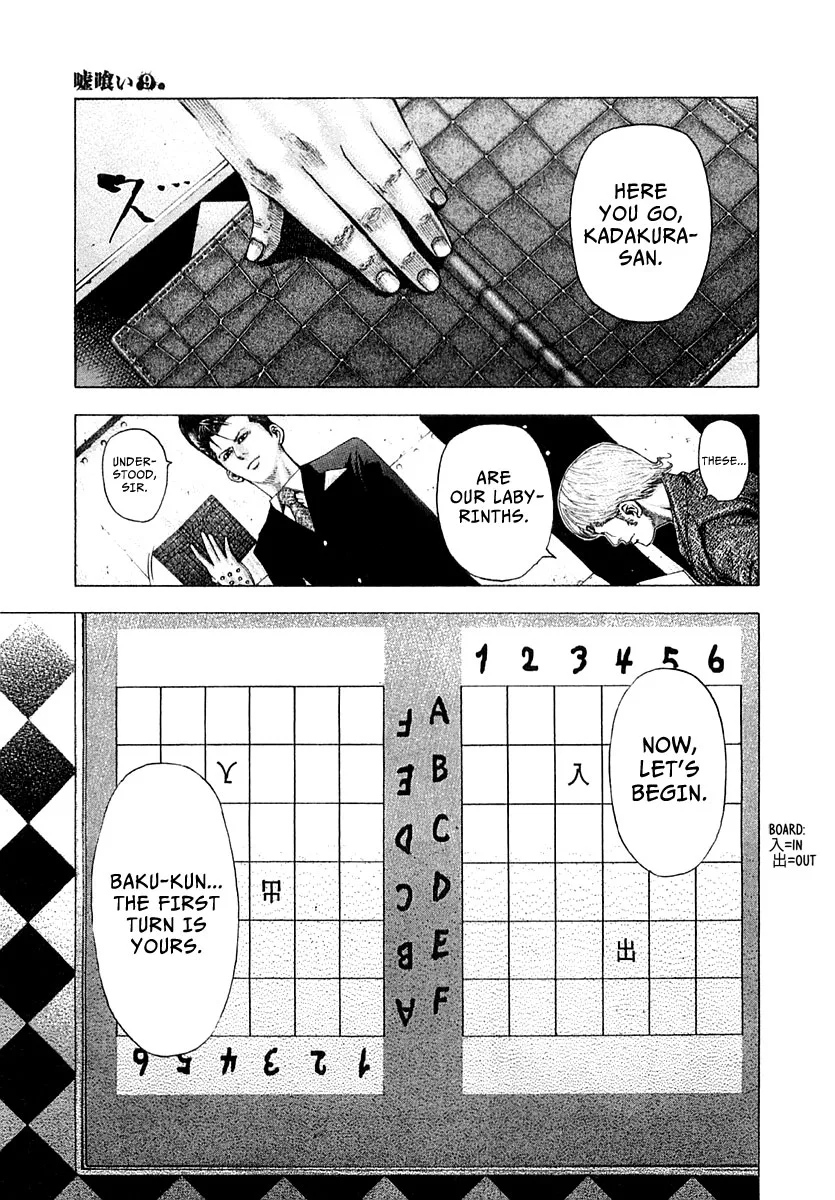 嘘喰い⑲。
HERE
YOU GO,
KADAKURA-
SAN.
ズ…
THESE...
ARE
OUR LABY-
RINTHS.
UNDER-
STOOD,
SIR.
1 2 3 4 5 6
A
B
C
D
E
F
入
出
NOW,
LET'S
BEGIN.
F
E
D
C
B
A
入
出
6 5 4 3 2 1
BAKU-KUN...
THE FIRST
TURN IS
YOURS.
BOARD:
入=IN
出=OUT